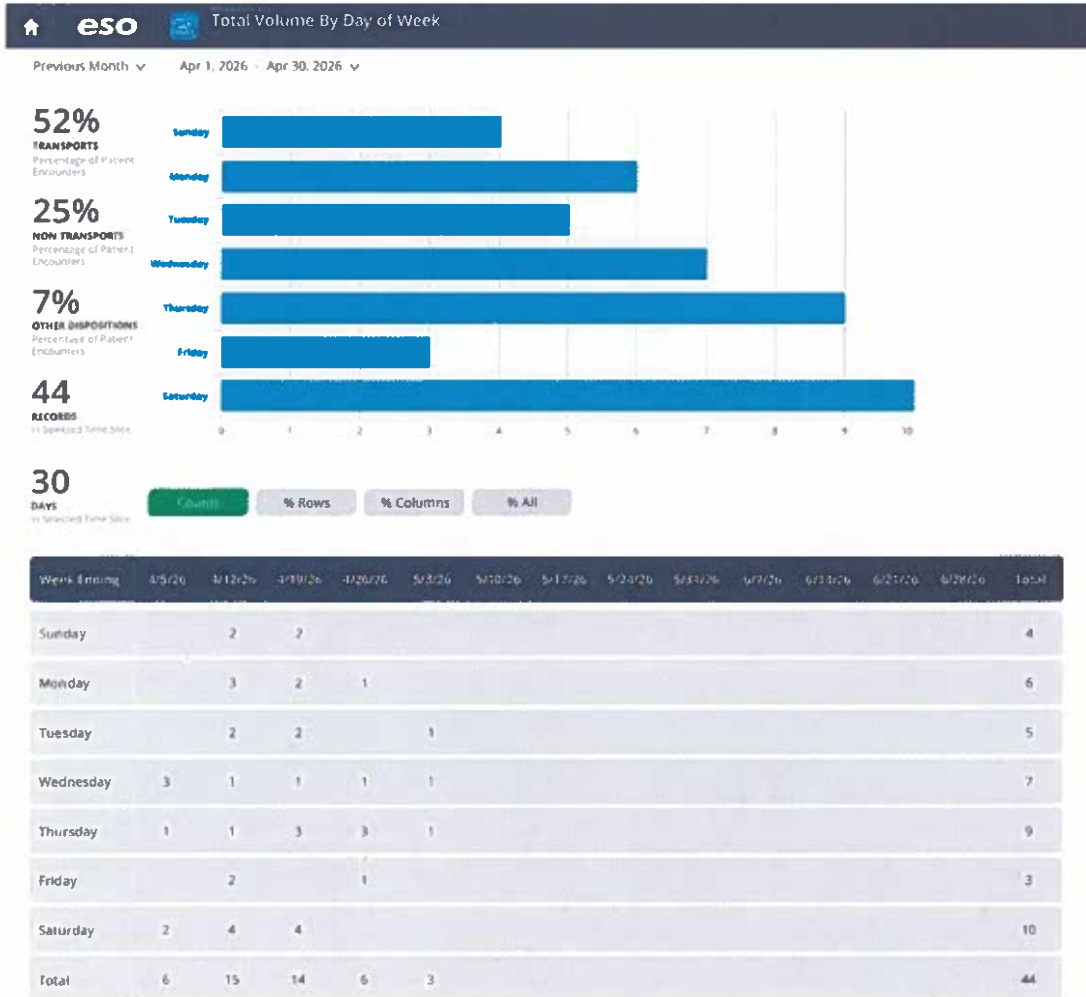 eso
Total Volume By Day of Week
Previous Month
Apr 1, 2026 - Apr 30, 2026
52%
TRANSPORTS
Percentage of Patient
Encounters
25%
NON TRANSPORTS
Percentage of Patient
Encounters
7%
OTHER DISPOSITIONS
Percentage of Patient
Encounters
44
RECORDS
In Selected Time Slice
30
DAYS
In Selected Time Slice
Sunday
Monday
Tuesday
Wednesday
Thursday
Friday
Saturday
0 1 2 3 4 5 6 7 8 9 10
Counts % Rows % Columns % All
Week Ending 4/5/26 4/12/26 4/19/26 4/26/26 5/3/26 5/10/26 5/17/26 5/24/26 5/31/26 6/7/26 6/14/26 6/21/26 6/28/26 Total
Sunday 2 2 4
Monday 3 2 1 6
Tuesday 2 2 1 5
Wednesday 3 1 1 1 1 7
Thursday 1 1 3 3 1 9
Friday 2 1 3
Saturday 2 4 4 10
Total 6 15 14 6 3 44